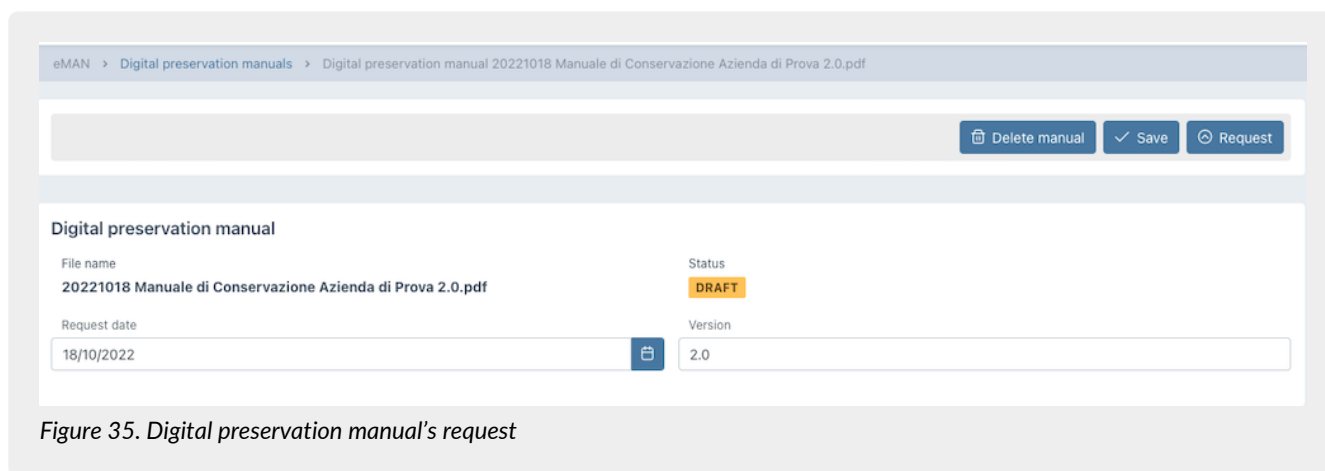 eMAN > Digital preservation manuals > Digital preservation manual 20221018 Manuale di Conservazione Azienda di Prova 2.0.pdf
Delete manual Save Request
Digital preservation manual
File name Status
20221018 Manuale di Conservazione Azienda di Prova 2.0.pdf DRAFT
Request date Version
18/10/2022 2.0
Figure 35. Digital preservation manual’s request